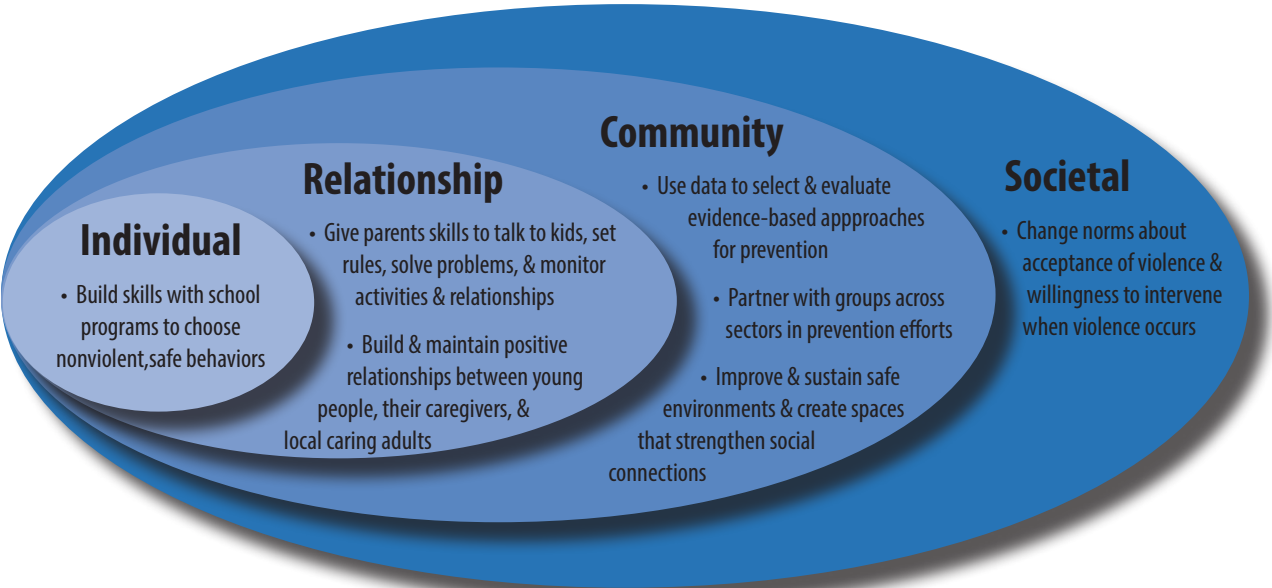 Individual
• Build skills with school
programs to choose
nonviolent,safe behaviors
Relationship
• Give parents skills to talk to kids, set
rules, solve problems, & monitor
activities & relationships
• Build & maintain positive
relationships between young
people, their caregivers, &
local caring adults
Community
• Use data to select & evaluate
evidence-based appproaches
for prevention
• Partner with groups across
sectors in prevention efforts
• Improve & sustain safe
environments & create spaces
that strengthen social
connections
Societal
• Change norms about
acceptance of violence &
willingness to intervene
when violence occurs